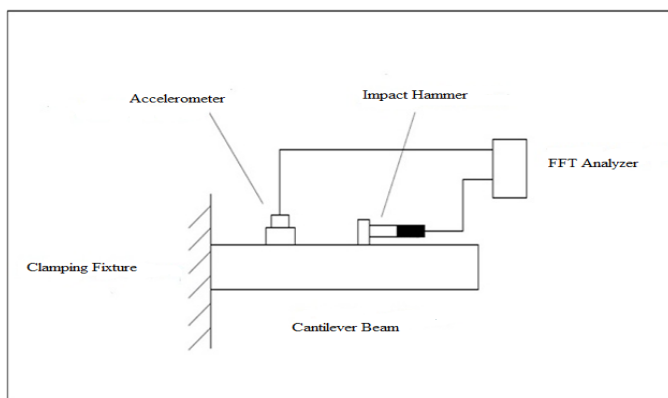 Impact Hammer
Accelerometer
FFT Analyzer
Clamping Fixture
Cantilever Beam